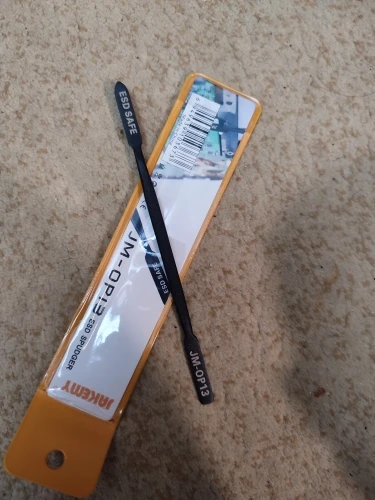 ESD SAFE
JM-OP13
JM-OP13
ESD SPUDGER
ESD SAFE
JAKEMY